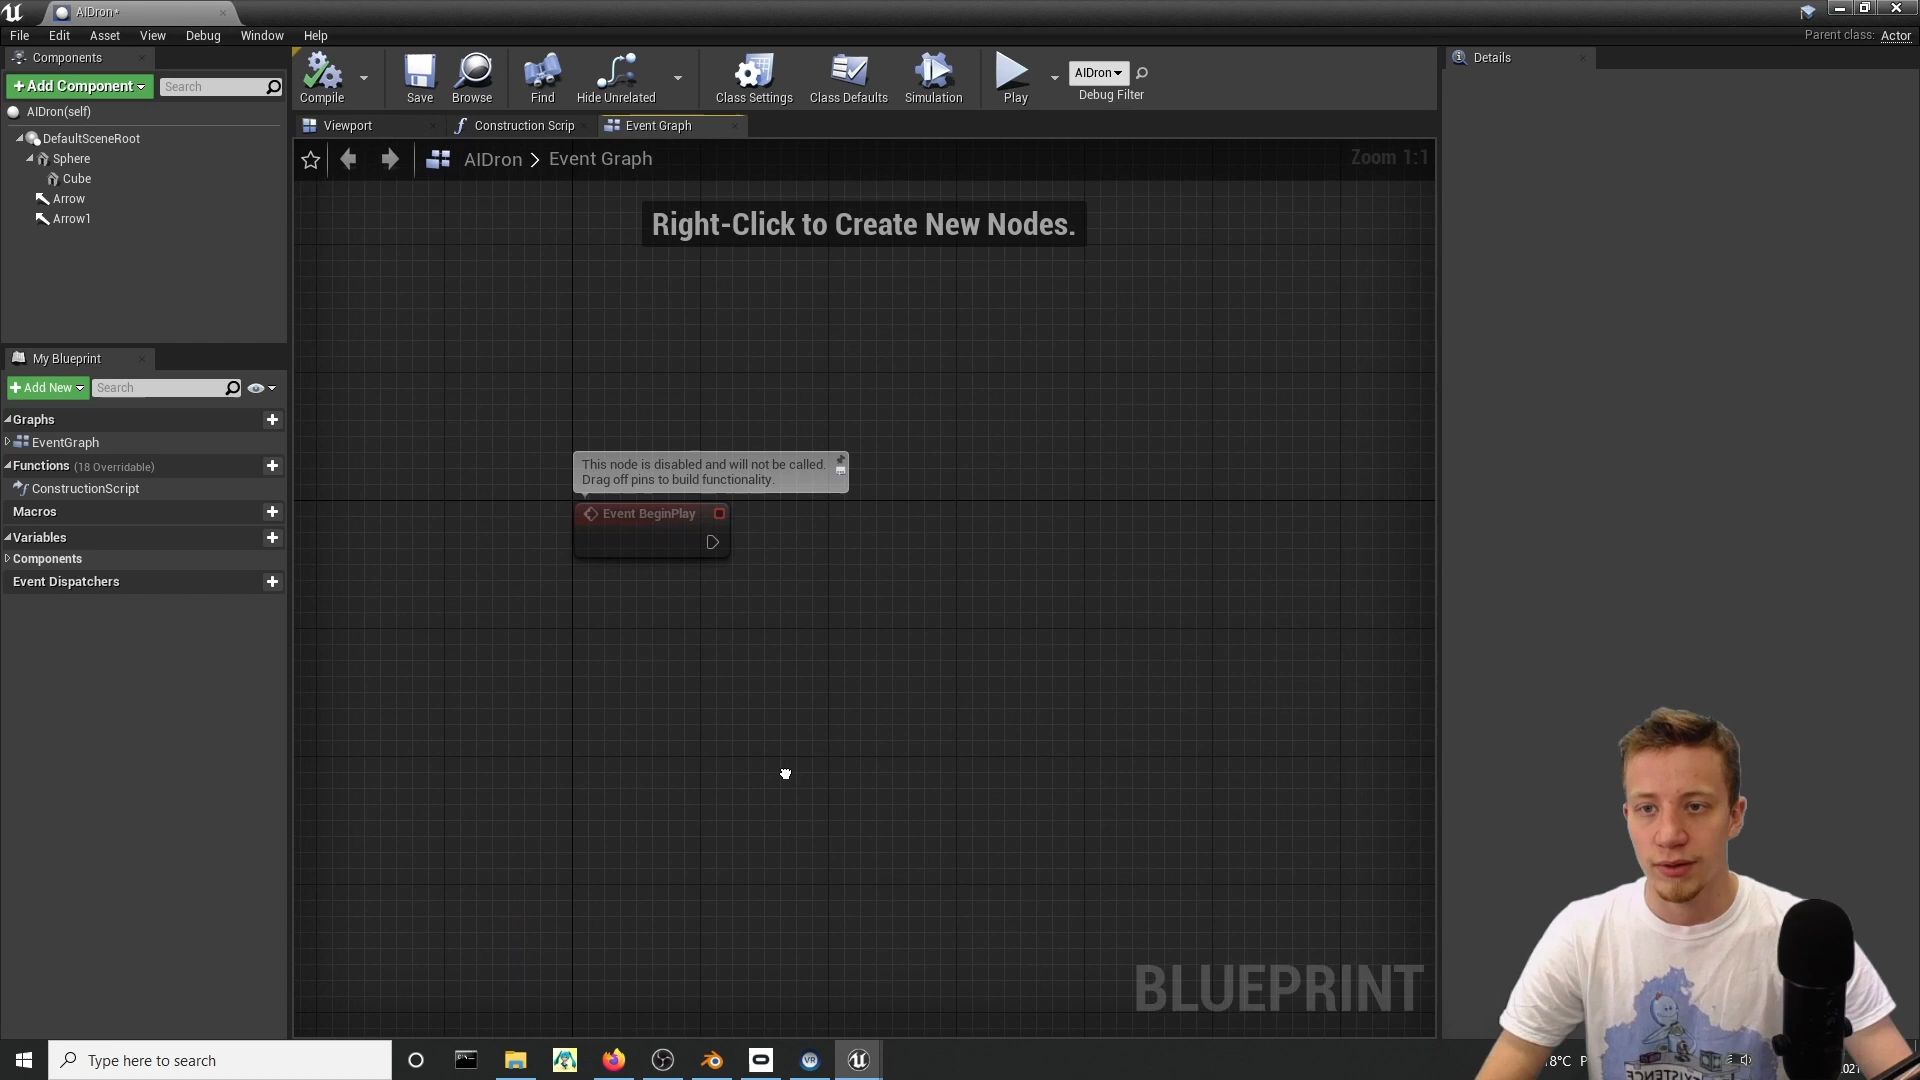 AIDron*
File Edit Asset View Debug Window Help
Parent class: Actor
Components
+ Add Component
Search
AIDron(self)
DefaultSceneRoot
Sphere
Cube
Arrow
Arrow1
My Blueprint
+ Add New
Search
Graphs
EventGraph
Functions (18 Overridable)
ConstructionScript
Macros
Variables
Components
Event Dispatchers
Compile
Save
Browse
Find
Hide Unrelated
Class Settings
Class Defaults
Simulation
Play
AIDron
Debug Filter
Viewport
Construction Scrip
Event Graph
AIDron > Event Graph
Zoom 1:1
Right-Click to Create New Nodes.
This node is disabled and will not be called.
Drag off pins to build functionality.
Event BeginPlay
BLUEPRINT
Details
Type here to search
VR
8°C